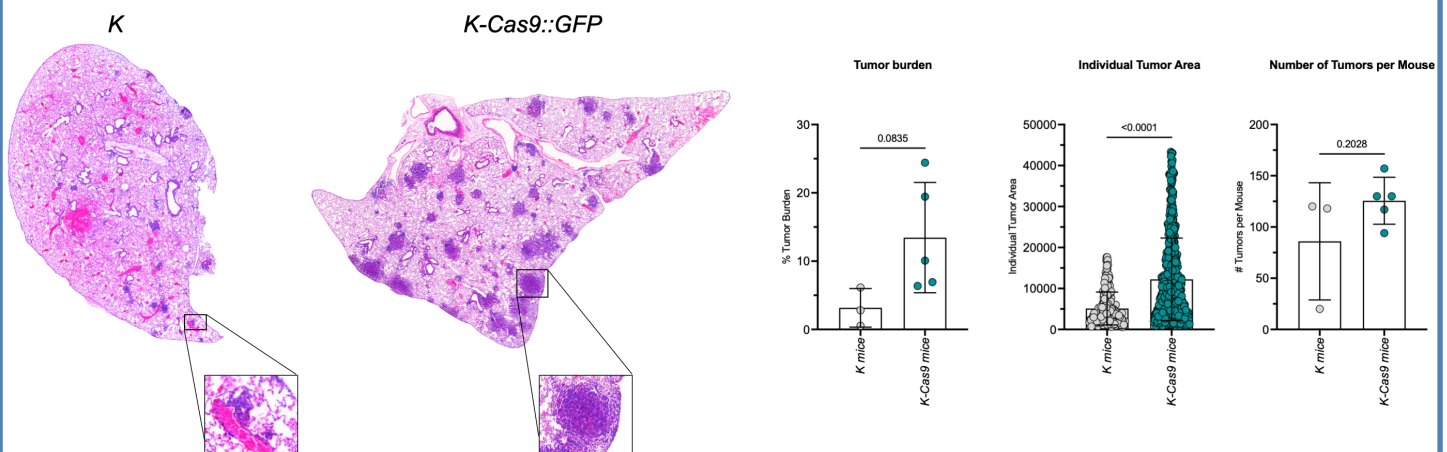 K
K-Cas9::GFP
Tumor burden
30
20
10
0
% Tumor Burden
0.0835
K mice
K-Cas9 mice
Individual Tumor Area
50000
40000
30000
20000
10000
0
Individual Tumor Area
<0.0001
K mice
K-Cas9 mice
Number of Tumors per Mouse
200
150
100
50
0
# Tumors per Mouse
0.2028
K mice
K-Cas9 mice